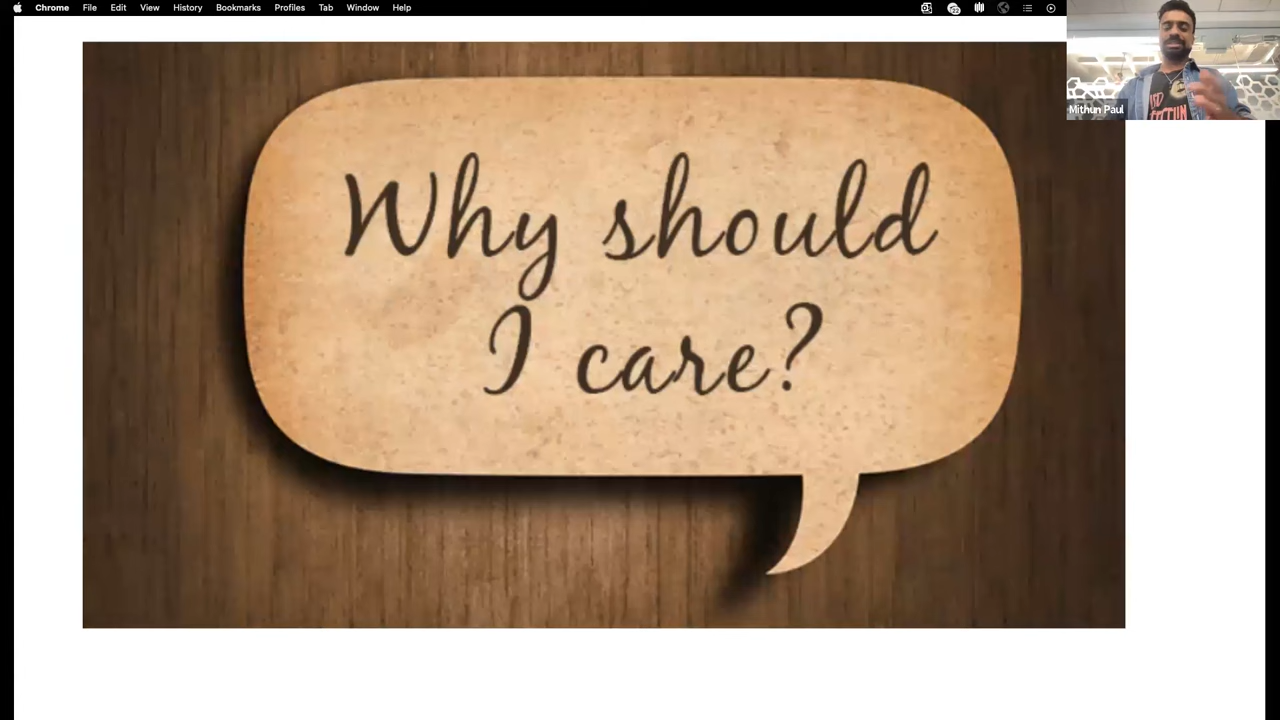 Chrome File Edit View History Bookmarks Profiles Tab Window Help
Mithun Paul
Why should
I care?